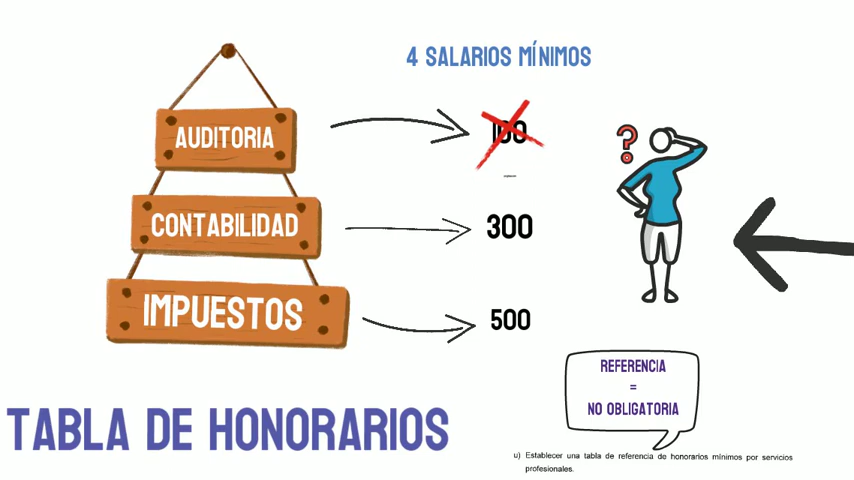 4 SALARIOS MÍNIMOS
AUDITORIA
100
CONTABILIDAD
300
IMPUESTOS
500
?
REFERENCIA
=
NO OBLIGATORIA
TABLA DE HONORARIOS
u) Establecer una tabla de referencia de honorarios mínimos por servicios
profesionales.